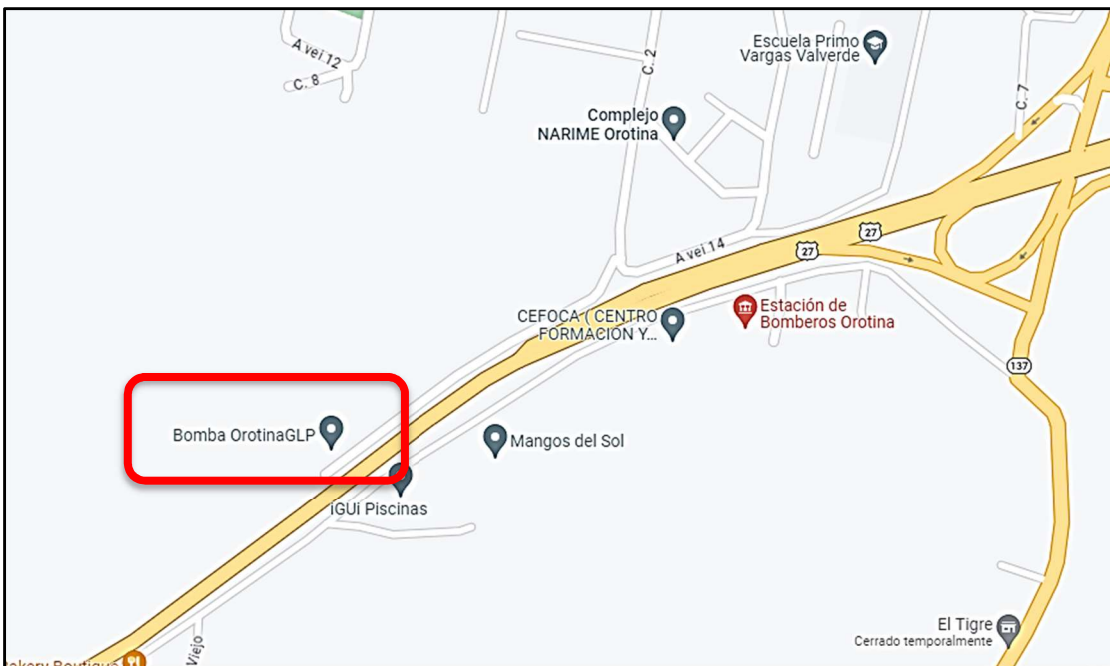 A vei.12
C. 8
C. 2
Escuela Primo
Vargas Valverde
C. 7
Complejo
NARIME Orotina
A vei.14
27
27
CEFOCA ( CENTRO
FORMACION Y...
Estación de
Bomberos Orotina
137
Bomba OrotinaGLP
Mangos del Sol
iGUi Piscinas
Viejo
El Tigre
Cerrado temporalmente